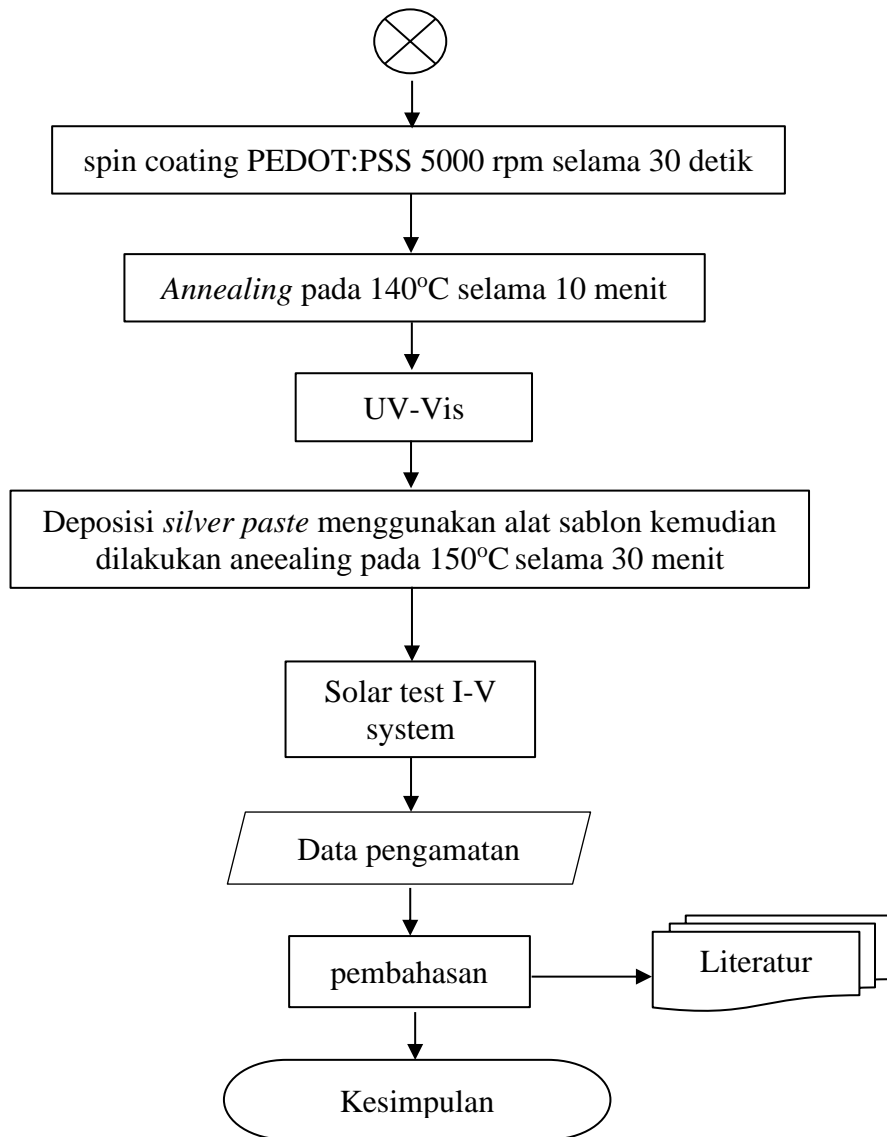 spin coating PEDOT:PSS 5000 rpm selama 30 detik
Annealing pada 140°C selama 10 menit
UV-Vis
Deposisi silver paste menggunakan alat sablon kemudian
dilakukan aneealing pada 150°C selama 30 menit
Solar test I-V
system
Data pengamatan
pembahasan
Literatur
Kesimpulan